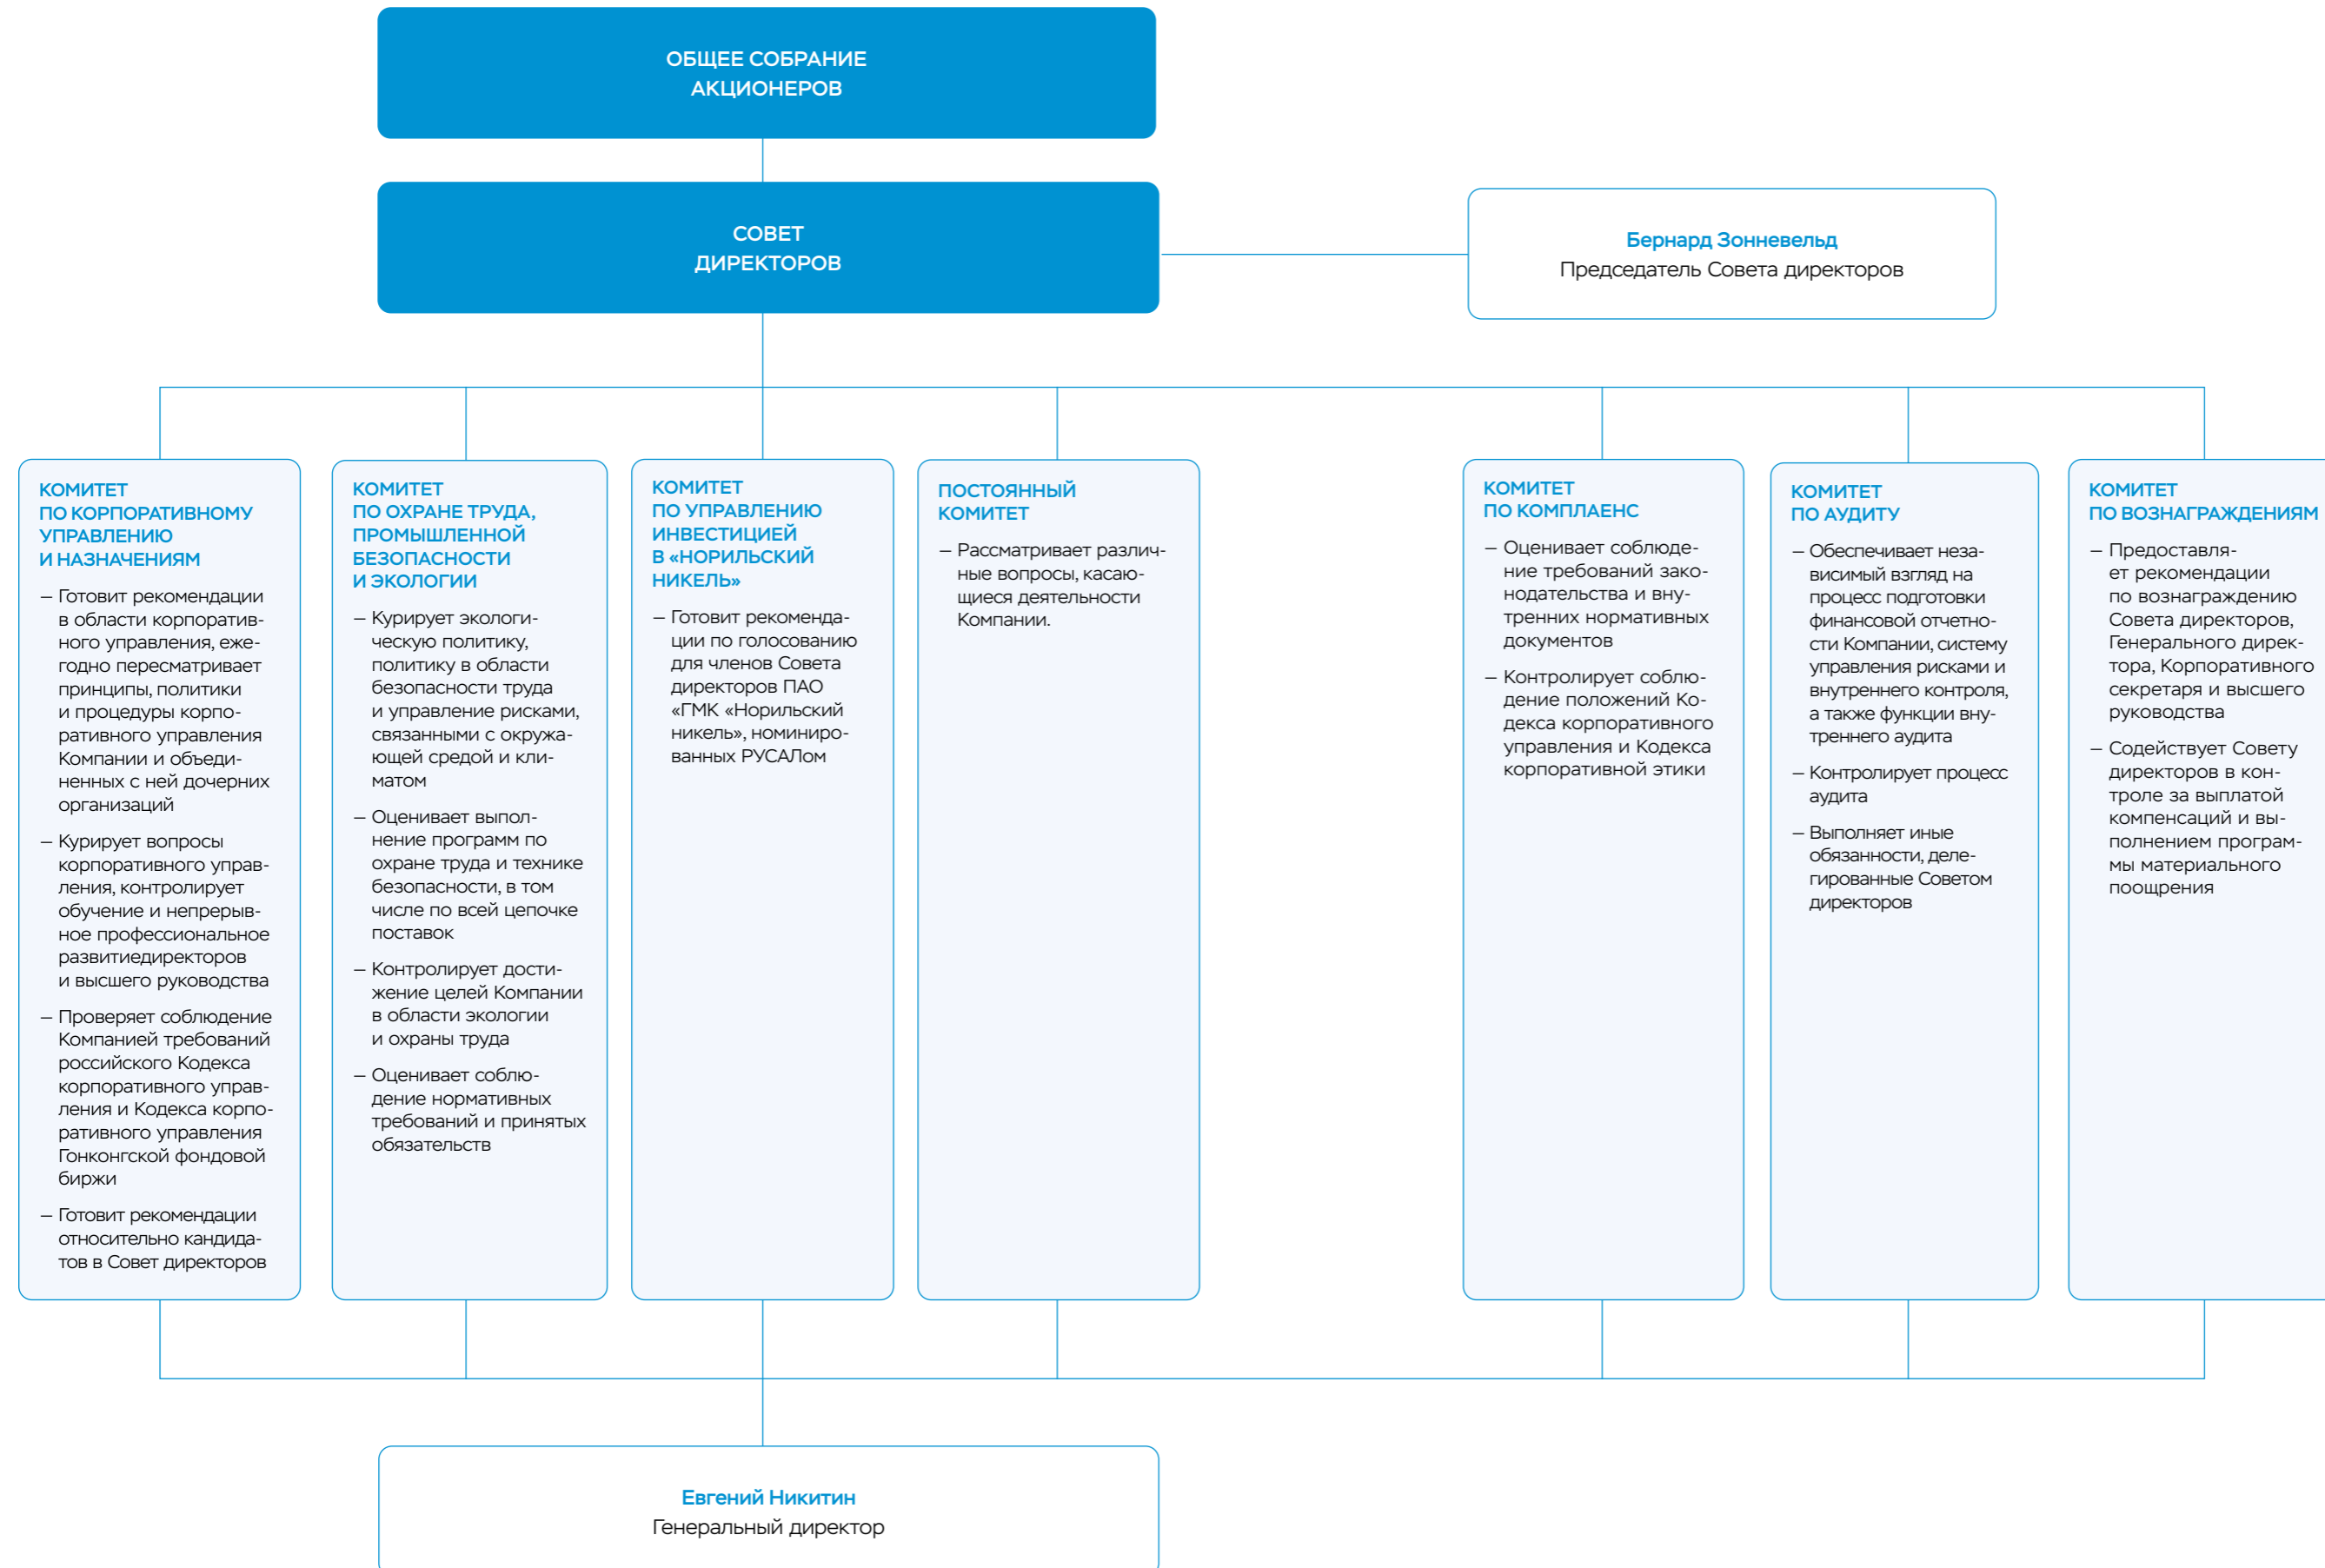 ОБЩЕЕ СОБРАНИЕ
АКЦИОНЕРОВ
СОВЕТ
ДИРЕКТОРОВ
Бернард Зонневельд
Председатель Совета директоров
КОМИТЕТ
ПО КОРПОРАТИВНОМУ
УПРАВЛЕНИЮ
И НАЗНАЧЕНИЯМ
— Готовит рекомендации
в области корпоратив-
ного управления, еже-
годно пересматривает
принципы, политики
и процедуры корпо-
ративного управления
Компании и объеди-
ненных с ней дочерних
организаций
— Курирует вопросы
корпоративного управ-
ления, контролирует
обучение и непрерыв-
ное профессиональное
развитиедиректоров
и высшего руководства
— Проверяет соблюдение
Компанией требований
российского Кодекса
корпоративного управ-
ления и Кодекса корпо-
ративного управления
Гонконгской фондовой
биржи
— Готовит рекомендации
относительно кандида-
тов в Совет директоров
КОМИТЕТ
ПО ОХРАНЕ ТРУДА,
ПРОМЫШЛЕННОЙ
БЕЗОПАСНОСТИ
И ЭКОЛОГИИ
— Курирует экологи-
ческую политику,
политику в области
безопасности труда
и управление рисками,
связанными с окружа-
ющей средой и кли-
матом
— Оценивает выпол-
нение программ по
охране труда и технике
безопасности, в том
числе по всей цепочке
поставок
— Контролирует дости-
жение целей Компании
в области экологии
и охраны труда
— Оценивает соблю-
дение нормативных
требований и принятых
обязательств
КОМИТЕТ
ПО УПРАВЛЕНИЮ
ИНВЕСТИЦИЕЙ
В «НОРИЛЬСКИЙ
НИКЕЛЬ»
— Готовит рекоменда-
ции по голосованию
для членов Совета
директоров ПАО
«ГМК «Норильский
никель», номиниро-
ванных РУСАЛом
ПОСТОЯННЫЙ
КОМИТЕТ
— Рассматривает различ-
ные вопросы, касаю-
щиеся деятельности
Компании.
КОМИТЕТ
ПО КОМПЛАЕНС
— Оценивает соблюде-
ние требований зако-
нодательства и вну-
тренних нормативных
документов
— Контролирует соблю-
дение положений Ко-
декса корпоративного
управления и Кодекса
корпоративной этики
КОМИТЕТ
ПО АУДИТУ
— Обеспечивает неза-
висимый взгляд на
процесс подготовки
финансовой отчетно-
сти Компании, систему
управления рисками и
внутреннего контроля,
а также функции вну-
треннего аудита
— Контролирует процесс
аудита
— Выполняет иные
обязанности, деле-
гированные Советом
директоров
КОМИТЕТ
ПО ВОЗНАГРАЖДЕНИЯМ
— Предоставля-
ет рекомендации
по вознаграждению
Совета директоров,
Генерального дирек-
тора, Корпоративного
секретаря и высшего
руководства
— Содействует Совету
директоров в кон-
троле за выплатой
компенсаций и вы-
полнением програм-
мы материального
поощрения
Евгений Никитин
Генеральный директор